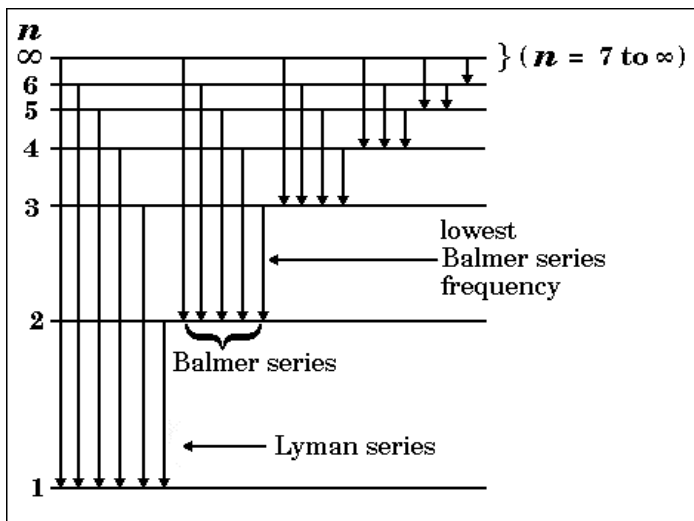 n
∞ } ( n = 7 to ∞ )
6
5
4
3
lowest
Balmer series
frequency
2
Balmer series
Lyman series
1